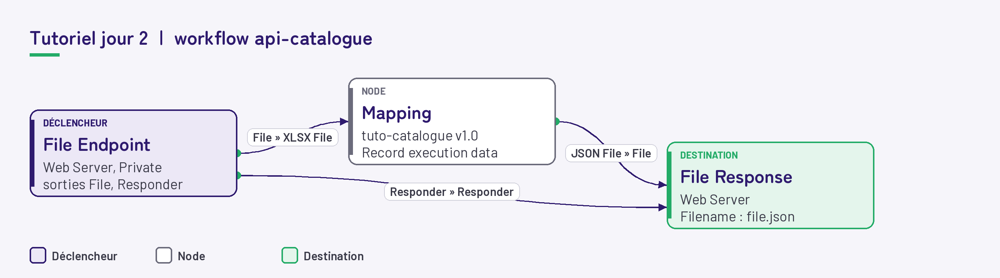 Tutoriel jour 2 | workflow api-catalogue
DÉCLENCHEUR
File Endpoint
Web Server, Private
sorties File, Responder
File » XLSX File
NODE
Mapping
tuto-catalogue v1.0
Record execution data
JSON File » File
Responder » Responder
DESTINATION
File Response
Web Server
Filename : file.json
Déclencheur
Node
Destination